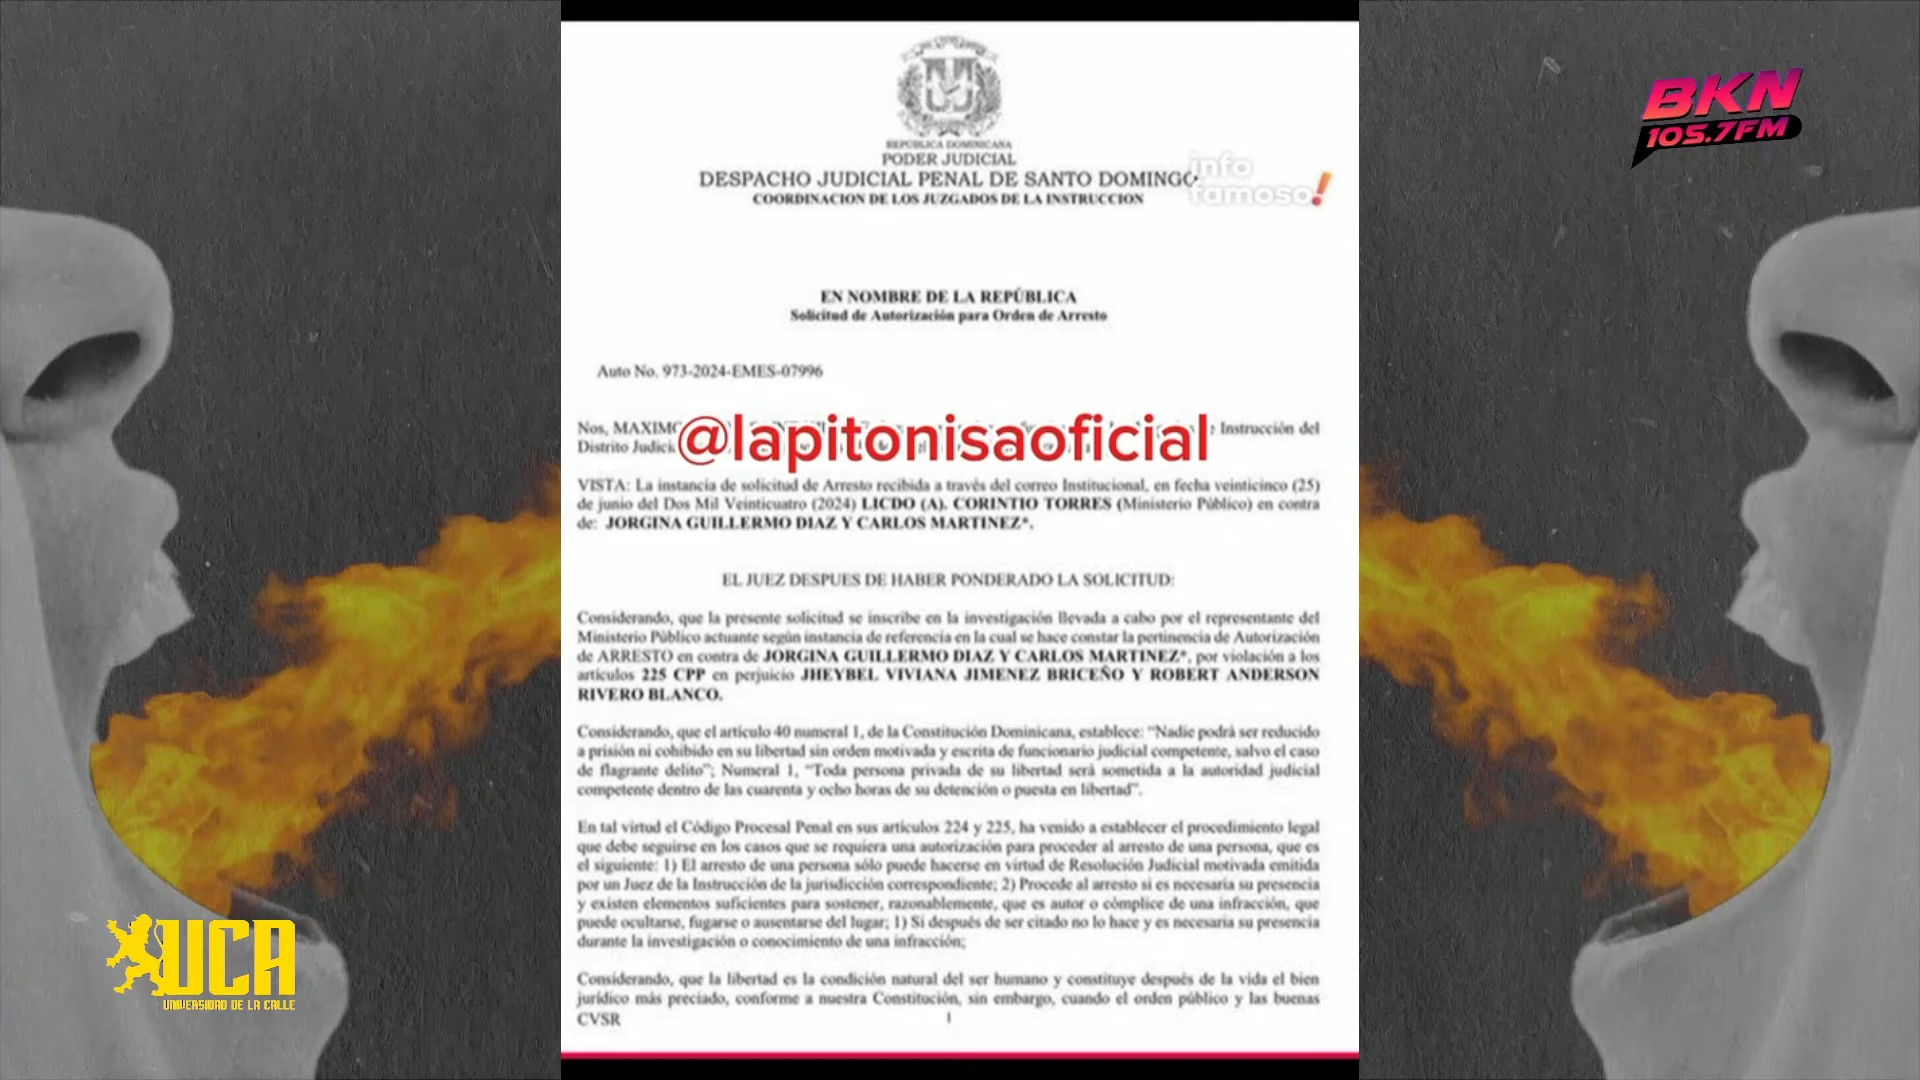 REPÚBLICA DOMINICANA
PODER JUDICIAL
DESPACHO JUDICIAL PENAL DE SANTO DOMINGO
COORDINACION DE LOS JUZGADOS DE LA INSTRUCCION
info
famoso!
BKN
105.7FM
EN NOMBRE DE LA REPÚBLICA
Solicitud de Autorización para Orden de Arresto
Auto No. 973-2024-EMES-07996
Nos, MAXIMO Instrucción del
Distrito
@lapitonisaoficial
VISTA: La instancia de solicitud de Arresto recibida a través del correo Institucional, en fecha veinticinco (25)
de junio del Dos Mil Veinticuatro (2024) LICDO (A). CORINTIO TORRES (Ministerio Público) en contra
de: JORGINA GUILLERMO DIAZ Y CARLOS MARTINEZ*.
EL JUEZ DESPUES DE HABER PONDERADO LA SOLICITUD:
Considerando, que la presente solicitud se inscribe en la investigación llevada a cabo por el representante del
Ministerio Público actuante según instancia de referencia en la cual se hace constar la pertinencia de Autorización
de ARRESTO en contra de JORGINA GUILLERMO DIAZ Y CARLOS MARTINEZ*, por violación a los
artículos 225 CPP en perjuicio JHEYBEL VIVIANA JIMENEZ BRICEÑO Y ROBERT ANDERSON
RIVERO BLANCO.
Considerando, que el artículo 40 numeral 1, de la Constitución Dominicana, establece: "Nadie podrá ser reducido
a prisión ni cohibido en su libertad sin orden motivada y escrita de funcionario judicial competente, salvo el caso
de flagrante delito"; Numeral 1, "Toda persona privada de su libertad será sometida a la autoridad judicial
competente dentro de las cuarenta y ocho horas de su detención o puesta en libertad".
En tal virtud el Código Procesal Penal en sus artículos 224 y 225, ha venido a establecer el procedimiento legal
que debe seguirse en los casos que se requiera una autorización para proceder al arresto de una persona, que es
el siguiente: 1) El arresto de una persona sólo puede hacerse en virtud de Resolución Judicial motivada emitida
por un Juez de la Instrucción de la jurisdicción correspondiente; 2) Procede al arresto si es necesaria su presencia
y existen elementos suficientes para sostener, razonablemente, que es autor o cómplice de una infracción, que
puede ocultarse, fugarse o ausentarse del lugar; 1) Si después de ser citado no lo hace y es necesaria su presencia
durante la investigación o conocimiento de una infracción;
Considerando, que la libertad es la condición natural del ser humano y constituye después de la vida el bien
jurídico más preciado, conforme a nuestra Constitución, sin embargo, cuando el orden público y las buenas
CVSR
1
UCA
UNIVERSIDAD DE LA CALLE